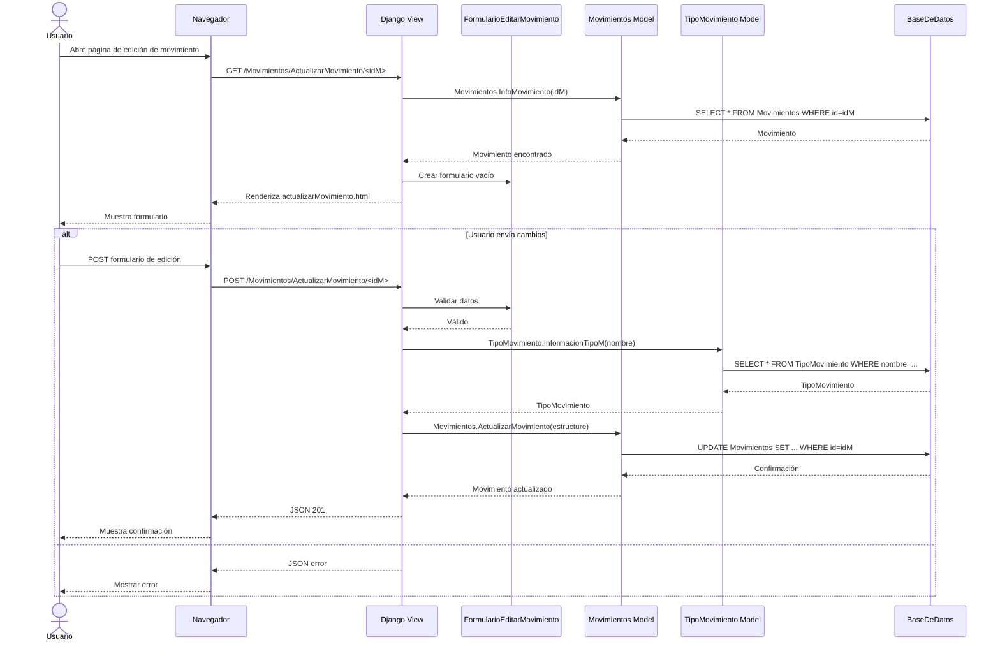 Usuario
Navegador
Django View
FormularioEditarMovimiento
Movimientos Model
TipoMovimiento Model
BaseDeDatos
Abre página de edición de movimiento
GET /Movimientos/ActualizarMovimiento/<idM>
Movimientos.InfoMovimiento(idM)
SELECT * FROM Movimientos WHERE id=idM
Movimiento
Movimiento encontrado
Crear formulario vacío
Renderiza actualizarMovimiento.html
Muestra formulario
alt
[Usuario envía cambios]
POST formulario de edición
POST /Movimientos/ActualizarMovimiento/<idM>
Validar datos
Válido
TipoMovimiento.InformacionTipoM(nombre)
SELECT * FROM TipoMovimiento WHERE nombre=...
TipoMovimiento
TipoMovimiento
Movimientos.ActualizarMovimiento(estructure)
UPDATE Movimientos SET ... WHERE id=idM
Confirmación
Movimiento actualizado
JSON 201
Muestra confirmación
JSON error
Mostrar error
Usuario
Navegador
Django View
FormularioEditarMovimiento
Movimientos Model
TipoMovimiento Model
BaseDeDatos